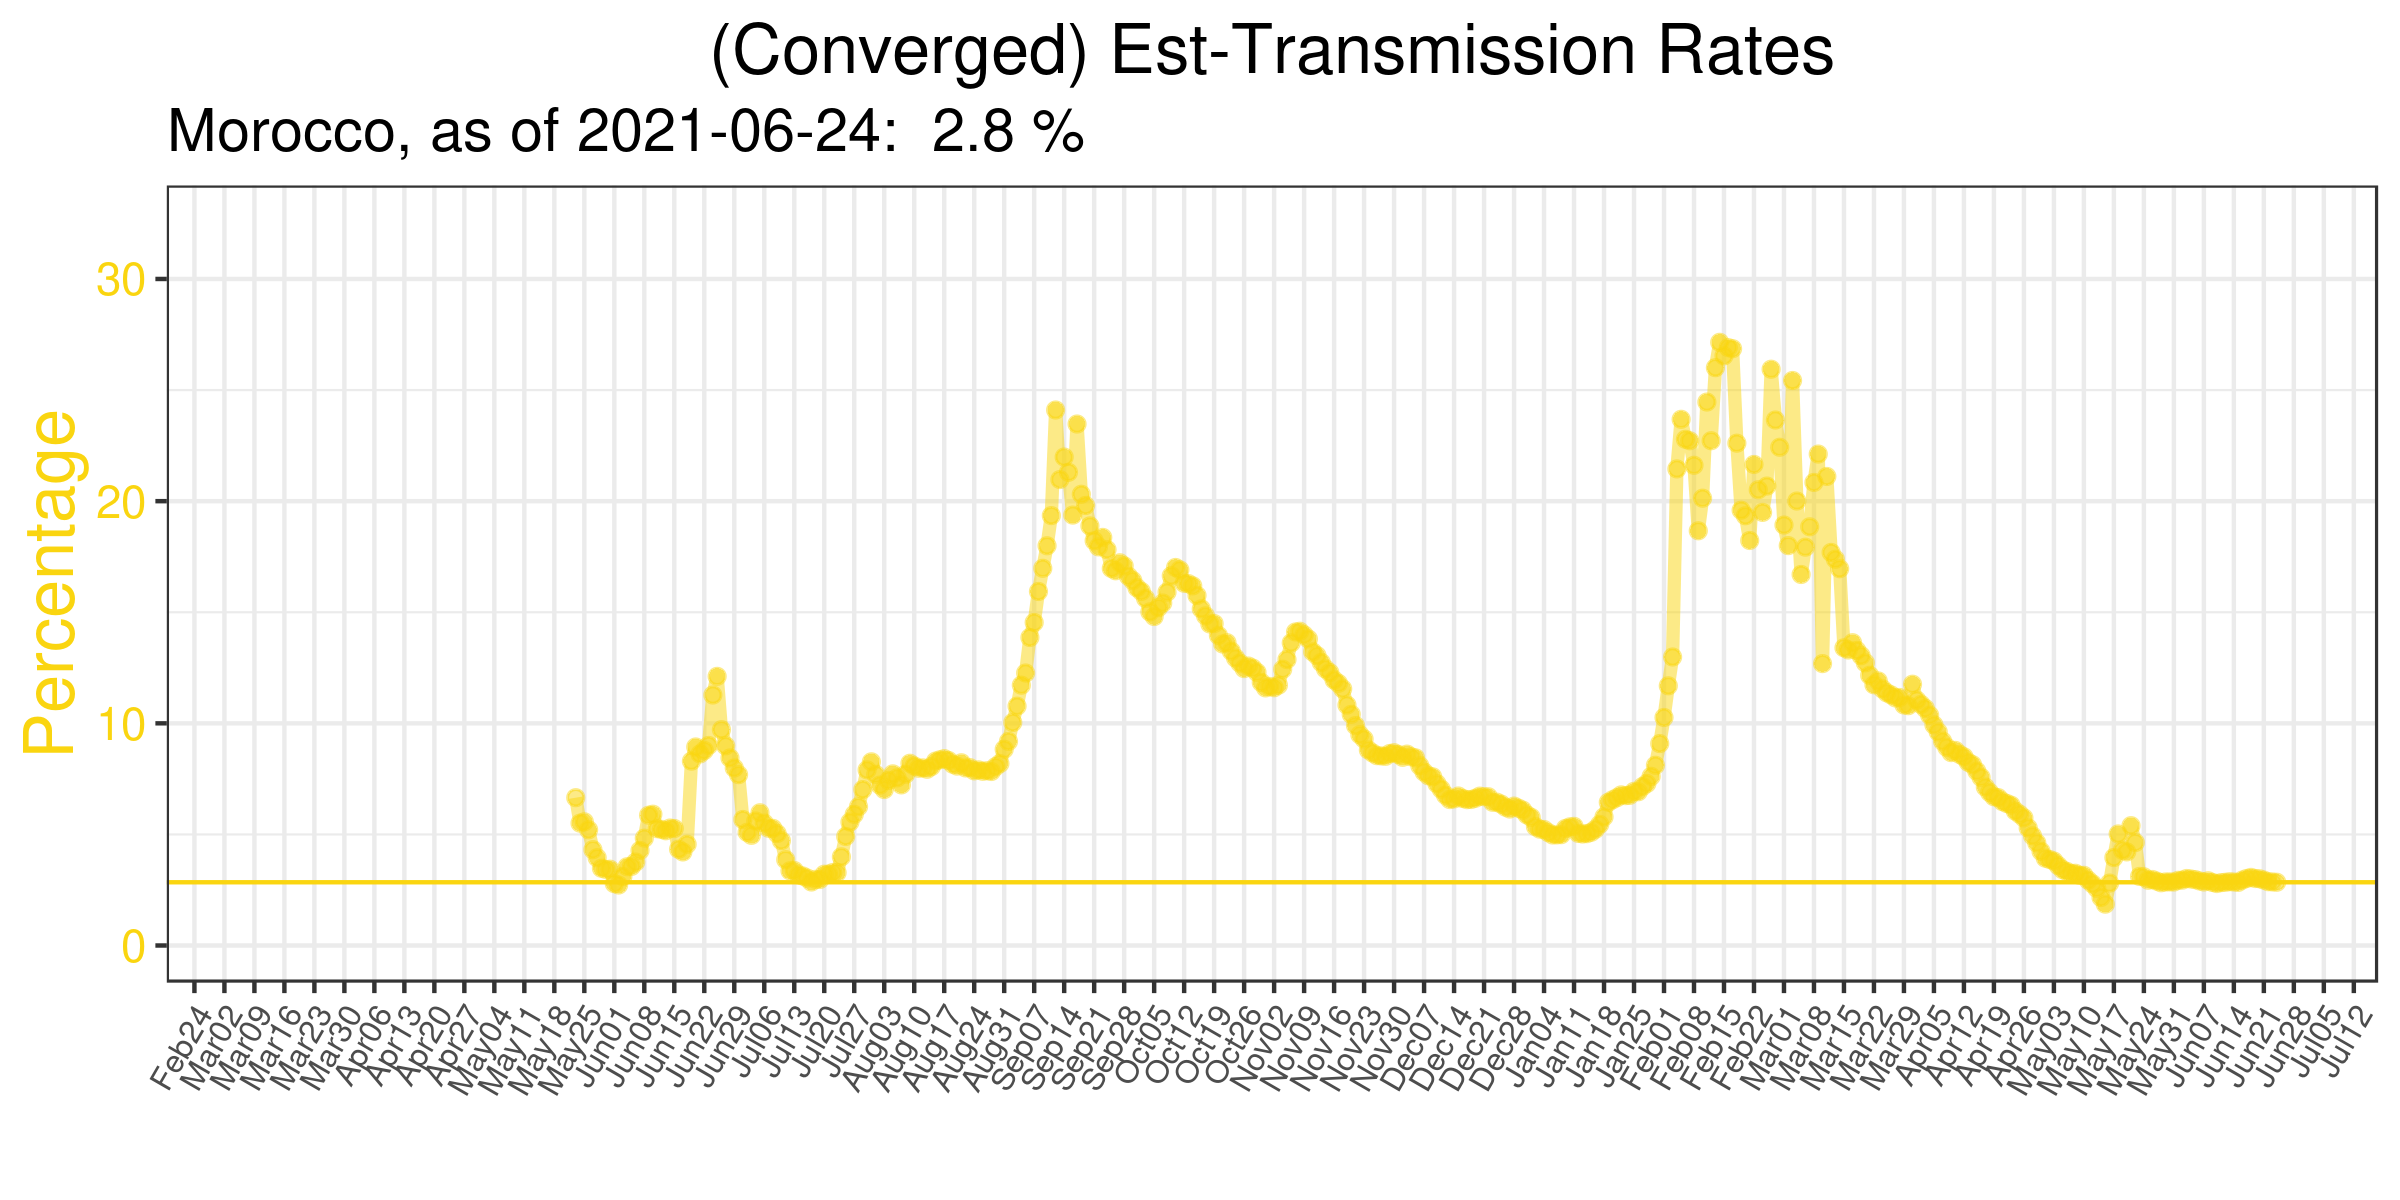 (Converged) Est-Transmission Rates
Morocco, as of 2021-06-24:  2.8 %
Percentage
30
20
10
0
Feb24
Mar02
Mar09
Mar16
Mar23
Mar30
Apr06
Apr13
Apr20
Apr27
May04
May11
May18
May25
Jun01
Jun08
Jun15
Jun22
Jun29
Jul06
Jul13
Jul20
Jul27
Aug03
Aug10
Aug17
Aug24
Aug31
Sep07
Sep14
Sep21
Sep28
Oct05
Oct12
Oct19
Oct26
Nov02
Nov09
Nov16
Nov23
Nov30
Dec07
Dec14
Dec21
Dec28
Jan04
Jan11
Jan18
Jan25
Feb01
Feb08
Feb15
Feb22
Mar01
Mar08
Mar15
Mar22
Mar29
Apr05
Apr12
Apr19
Apr26
May03
May10
May17
May24
May31
Jun07
Jun14
Jun21
Jun28
Jul05
Jul12